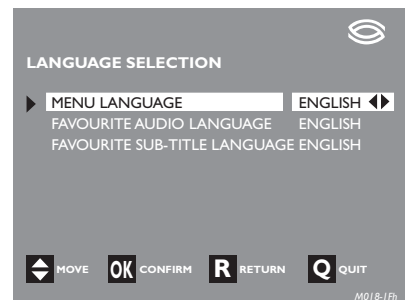 LANGUAGE SELECTION
MENU LANGUAGE ENGLISH
FAVOURITE AUDIO LANGUAGE ENGLISH
FAVOURITE SUB-TITLE LANGUAGE ENGLISH
MOVE OK CONFIRM R RETURN Q QUIT
M018-1Eh